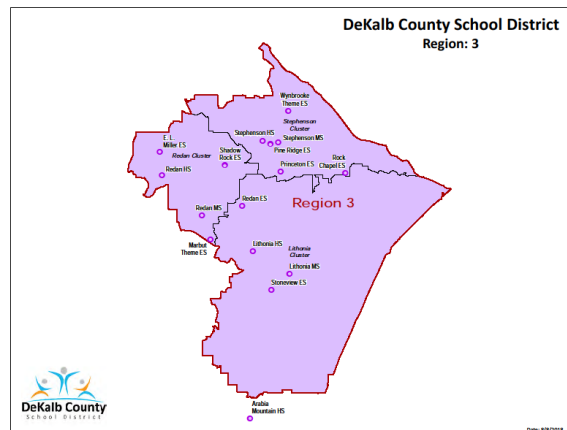 DeKalb County School District
Region: 3
Wynbrooke
Theme ES
Stephenson
Cluster
Stephenson HS
Stephenson MS
E. L.
Miller ES
Redan Cluster
Shadow
Rock ES
Pine Ridge ES
Rock
Chapel ES
Redan HS
Princeton ES
Redan ES
Region 3
Redan MS
Marbut
Theme ES
Lithonia HS
Lithonia
Cluster
Lithonia MS
Stoneview ES
DeKalb County
School District
Arabia
Mountain HS